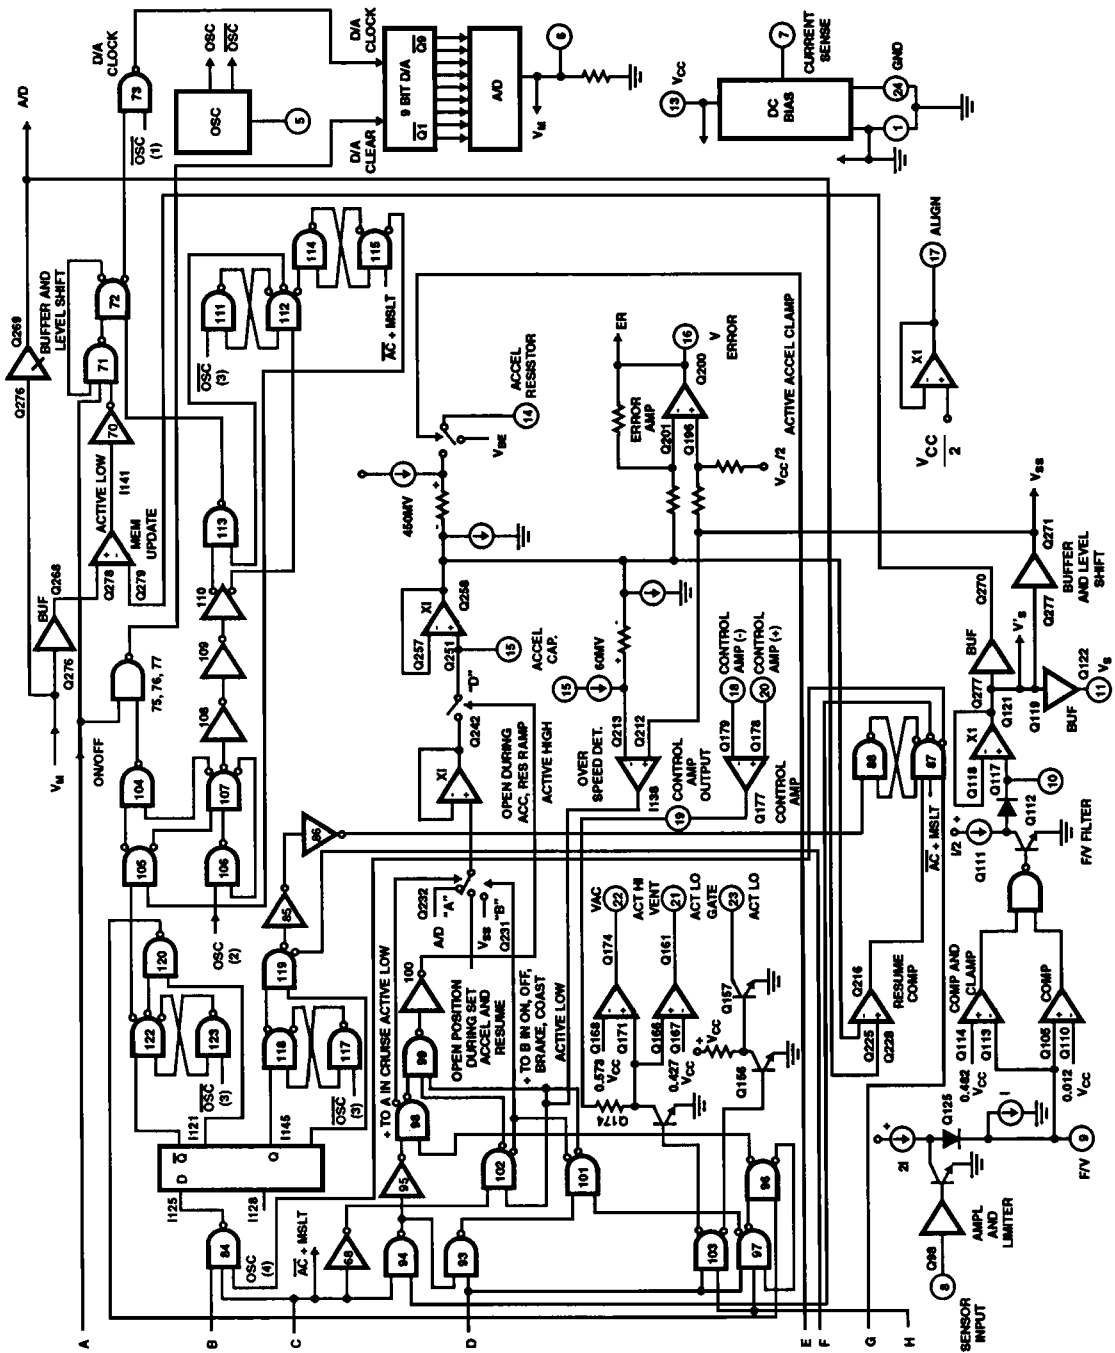 A/D
D/A CLOCK
73
OSC
OSC
OSC
5
OSC (1)
Q269
BUFFER AND LEVEL SHIFT
Q276
72
71
70
ACTIVE LOW
I141
MEM UPDATE
Q268
Q278
Q279
BUF
Q276
VM
ON/OFF
75, 76, 77
A
D/A CLEAR
D/A CLOCK
9 BIT D/A
Q1
Q9
A/D
VM
6
13
VCC
DC BIAS
7
CURRENT SENSE
24
GND
1
111
OSC (3)
112
114
115
AC + MSLT
113
110
109
108
107
106
105
104
OSC (2)
120
122
123
OSC (3)
119
118
117
OSC (3)
85
86
D Q
Q
I121
I145
I125
I128
84
OSC (4)
B
C
AC + MSLT
68
D
93
94
95
96
97
98
99
100
101
102
103
+ TO A IN CRUISE ACTIVE LOW
OPEN POSITION DURING SET ACCEL AND RESUME
+ TO B IN ON, OFF, BRAKE, COAST
ACTIVE LOW
Q232
"A"
A/D
VSS
Q231
"B"
X1
OPEN DURING ACC, RES RAMP
ACTIVE HIGH
Q242
"D"
X1
Q257
Q251
Q258
15
ACCEL CAP.
450MV
14
ACCEL RESISTOR
VBE
15
60MV
Q213
Q212
OVER SPEED DET.
I138
CONTROL AMP OUTPUT
19
Q179
Q178
Q177
CONTROL AMP
18
CONTROL AMP (-)
20
CONTROL AMP (+)
ER
ERROR AMP
Q201
Q196
Q200
16
V ERROR
ACTIVE ACCEL CLAMP
VCC/2
VAC
22
ACT HI
VENT
21
ACT LO
GATE
23
ACT LO
Q174
Q161
Q157
Q156
Q168
Q171
0.573 VCC
Q166
Q167
0.427 VCC
Q174
VCC
X1
17
ALIGN
VCC/2
E
F
G
H
88
87
AC + MSLT
Q216
RESUME COMP
Q225
Q228
COMP AND CLAMP
Q114
Q113
0.462 VCC
COMP
Q105
Q110
0.012 VCC
I/2
Q111
Q112
F/V FILTER
10
X1
Q118
Q117
Q121
Q119
BUF
Q277
Q270
V'S
BUF
Q122
11
VS
Q277
Q271
BUFFER AND LEVEL SHIFT
VSS
SENSOR INPUT
8
Q98
AMPL AND LIMITER
2I
Q125
I
9
F/V